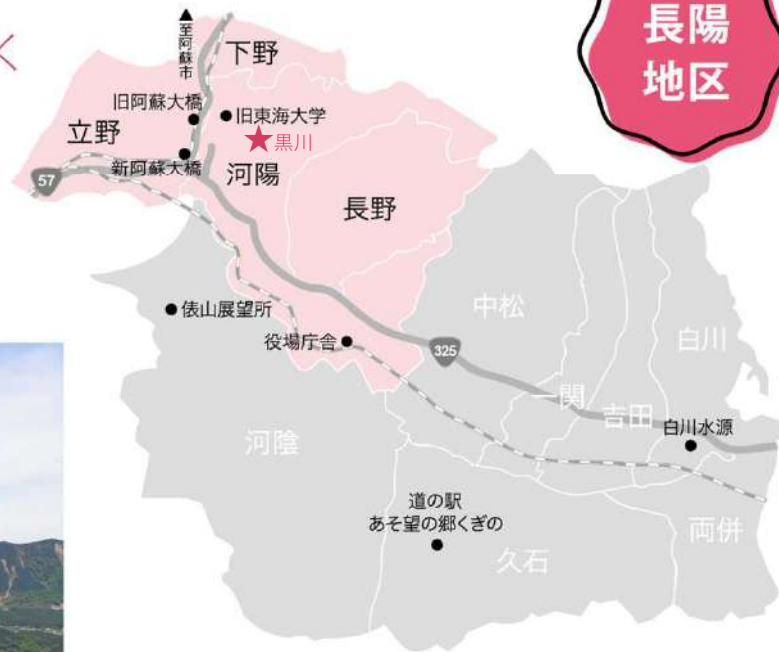 長陽
地区
▲至阿蘇市
下野
旧阿蘇大橋
旧東海大学
立野
★黒川
新阿蘇大橋
河陽
57
長野
俵山展望所
中松
役場庁舎
325
白川
一関
吉田
白川水源
河陰
道の駅
あそ望の郷くぎの
両併
久石